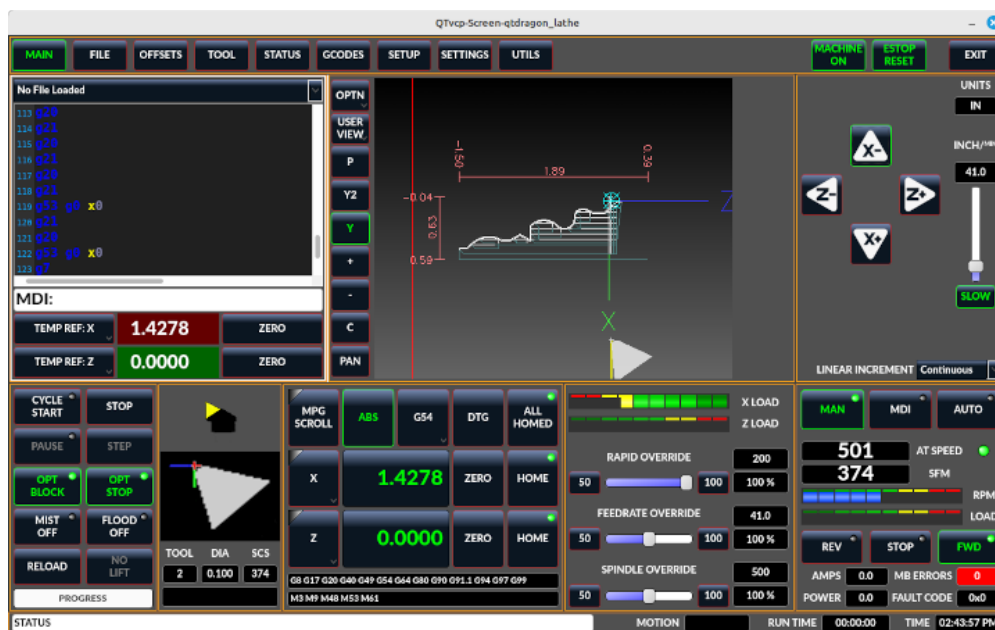 QTvcp-Screen-qtdragon_lathe
MAIN FILE OFFSETS TOOL STATUS GCODES SETUP SETTINGS UTILS MACHINE ON ESTOP RESET EXIT
No File Loaded
113 g20
114 g21
115 g20
116 g21
117 g20
118 g21
119 g53 g0 x0
120 g21
121 g20
122 g53 g0 x0
123 g7
MDI:
TEMP REF: X 1.4278 ZERO
TEMP REF: Z 0.0000 ZERO
OPTN
USER VIEW
P
Y2
Y
+
-
C
PAN
-1.50
0.39
1.89
-0.04
0.63
0.59
Z
X
UNITS
IN
INCH/MIN
41.0
X-
Z-
Z+
X+
SLOW
LINEAR INCREMENT Continuous
CYCLE START STOP
PAUSE STEP
OPT BLOCK OPT STOP
MIST OFF FLOOD OFF
RELOAD NO LIFT
PROGRESS
TOOL DIA SCS
2 0.100 374
MPG SCROLL ABS G54 DTG ALL HOMED
X 1.4278 ZERO HOME
Z 0.0000 ZERO HOME
G8 G17 G20 G40 G49 G54 G64 G80 G90 G91.1 G94 G97 G99
M3 M9 M48 M53 M61
X LOAD
Z LOAD
RAPID OVERRIDE 200
50 100 100 %
FEEDRATE OVERRIDE 41.0
50 100 100 %
SPINDLE OVERRIDE 500
50 100 100 %
MAN MDI AUTO
501 AT SPEED
374 SFM
RPM
LOAD
REV STOP FWD
AMPS 0.0 MB ERRORS 0
POWER 0.0 FAULT CODE 0x0
STATUS MOTION RUN TIME 00:00:00 TIME 02:43:57 PM